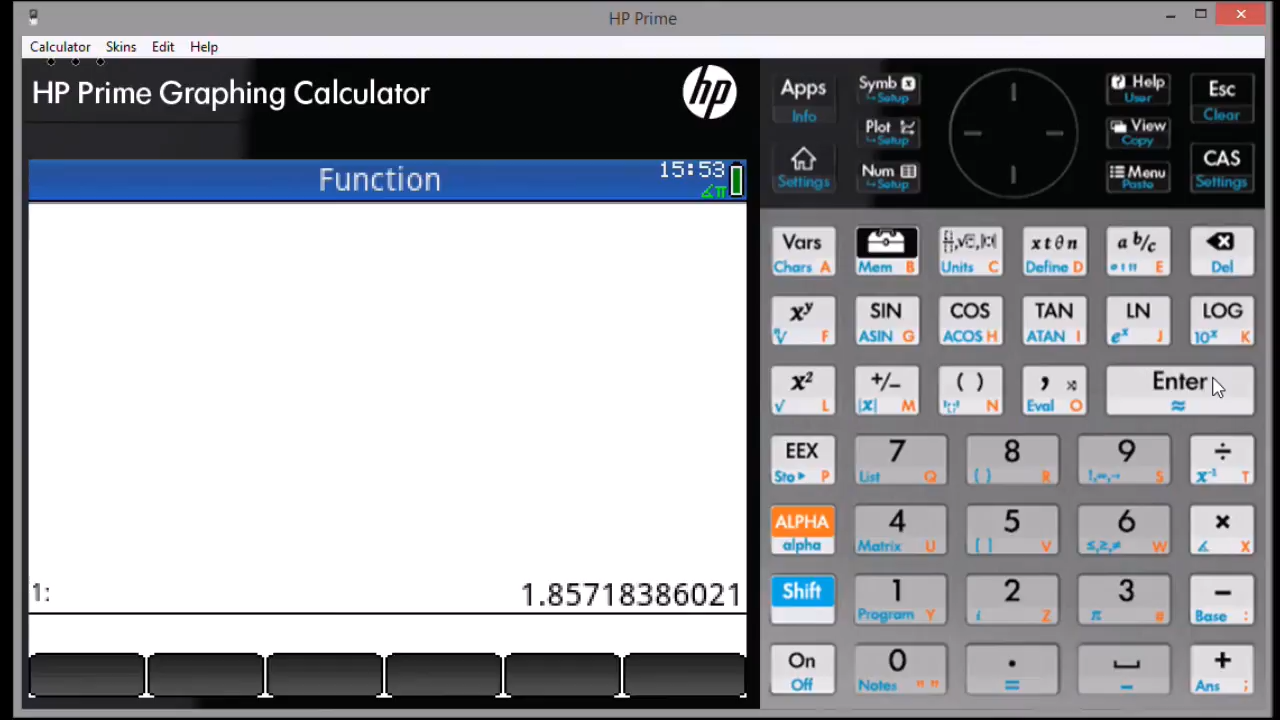 HP Prime
Calculator Skins Edit Help
HP Prime Graphing Calculator
hp
Function
15:53
∡π
1:
1.85718386021
Apps
Info
Symb
Setup
Help
User
Esc
Clear
Plot
Setup
View
Copy
Settings
Num
Setup
Menu
Paste
CAS
Settings
Vars
Chars A
Mem B
Units C
x t θ n
Define D
a b/c
E
Del
xʸ
F
SIN
ASIN G
COS
ACOS H
TAN
ATAN I
LN
eˣ J
LOG
10ˣ K
x²
√ L
+/−
|x| M
( )
N
,
Eval O
Enter
≈
EEX
Sto ▸ P
7
List Q
8
{ } R
9
S
÷
x⁻¹ T
ALPHA
alpha
4
Matrix U
5
[ ] V
6
≤,≥,≠ W
×
∡ X
Shift
1
Program Y
2
i Z
3
π #
−
Base :
On
Off
0
Notes " "
.
=
_
+
Ans ;